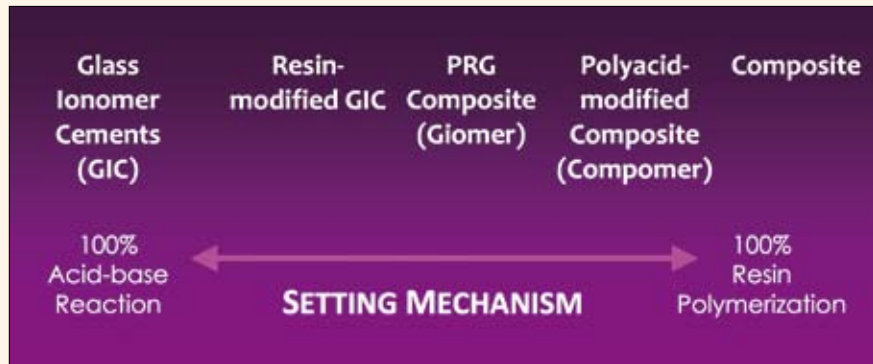 Glass
Ionomer
Cements
(GIC)
Resin-
modified GIC
PRG
Composite
(Giomer)
Polyacid-
modified
Composite
(Compomer)
Composite
100%
Acid-base
Reaction
SETTING MECHANISM
100%
Resin
Polymerization